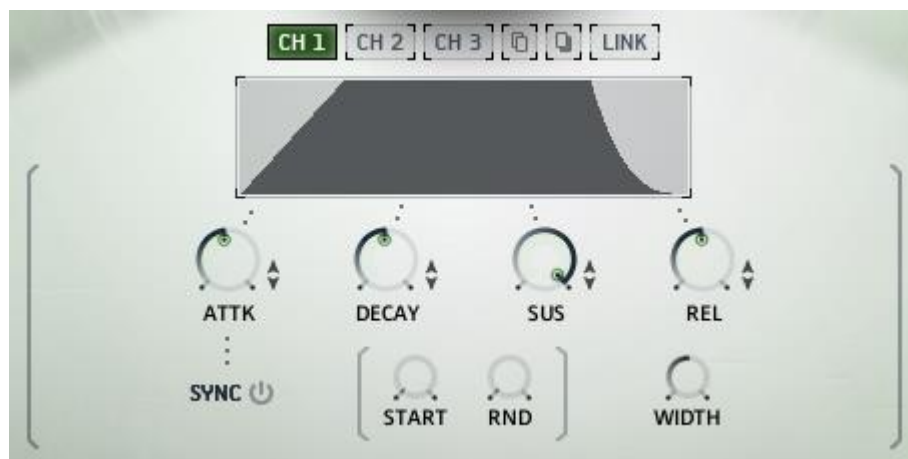 CH 1 CH 2 CH 3 LINK
ATTK DECAY SUS REL
SYNC
START RND WIDTH